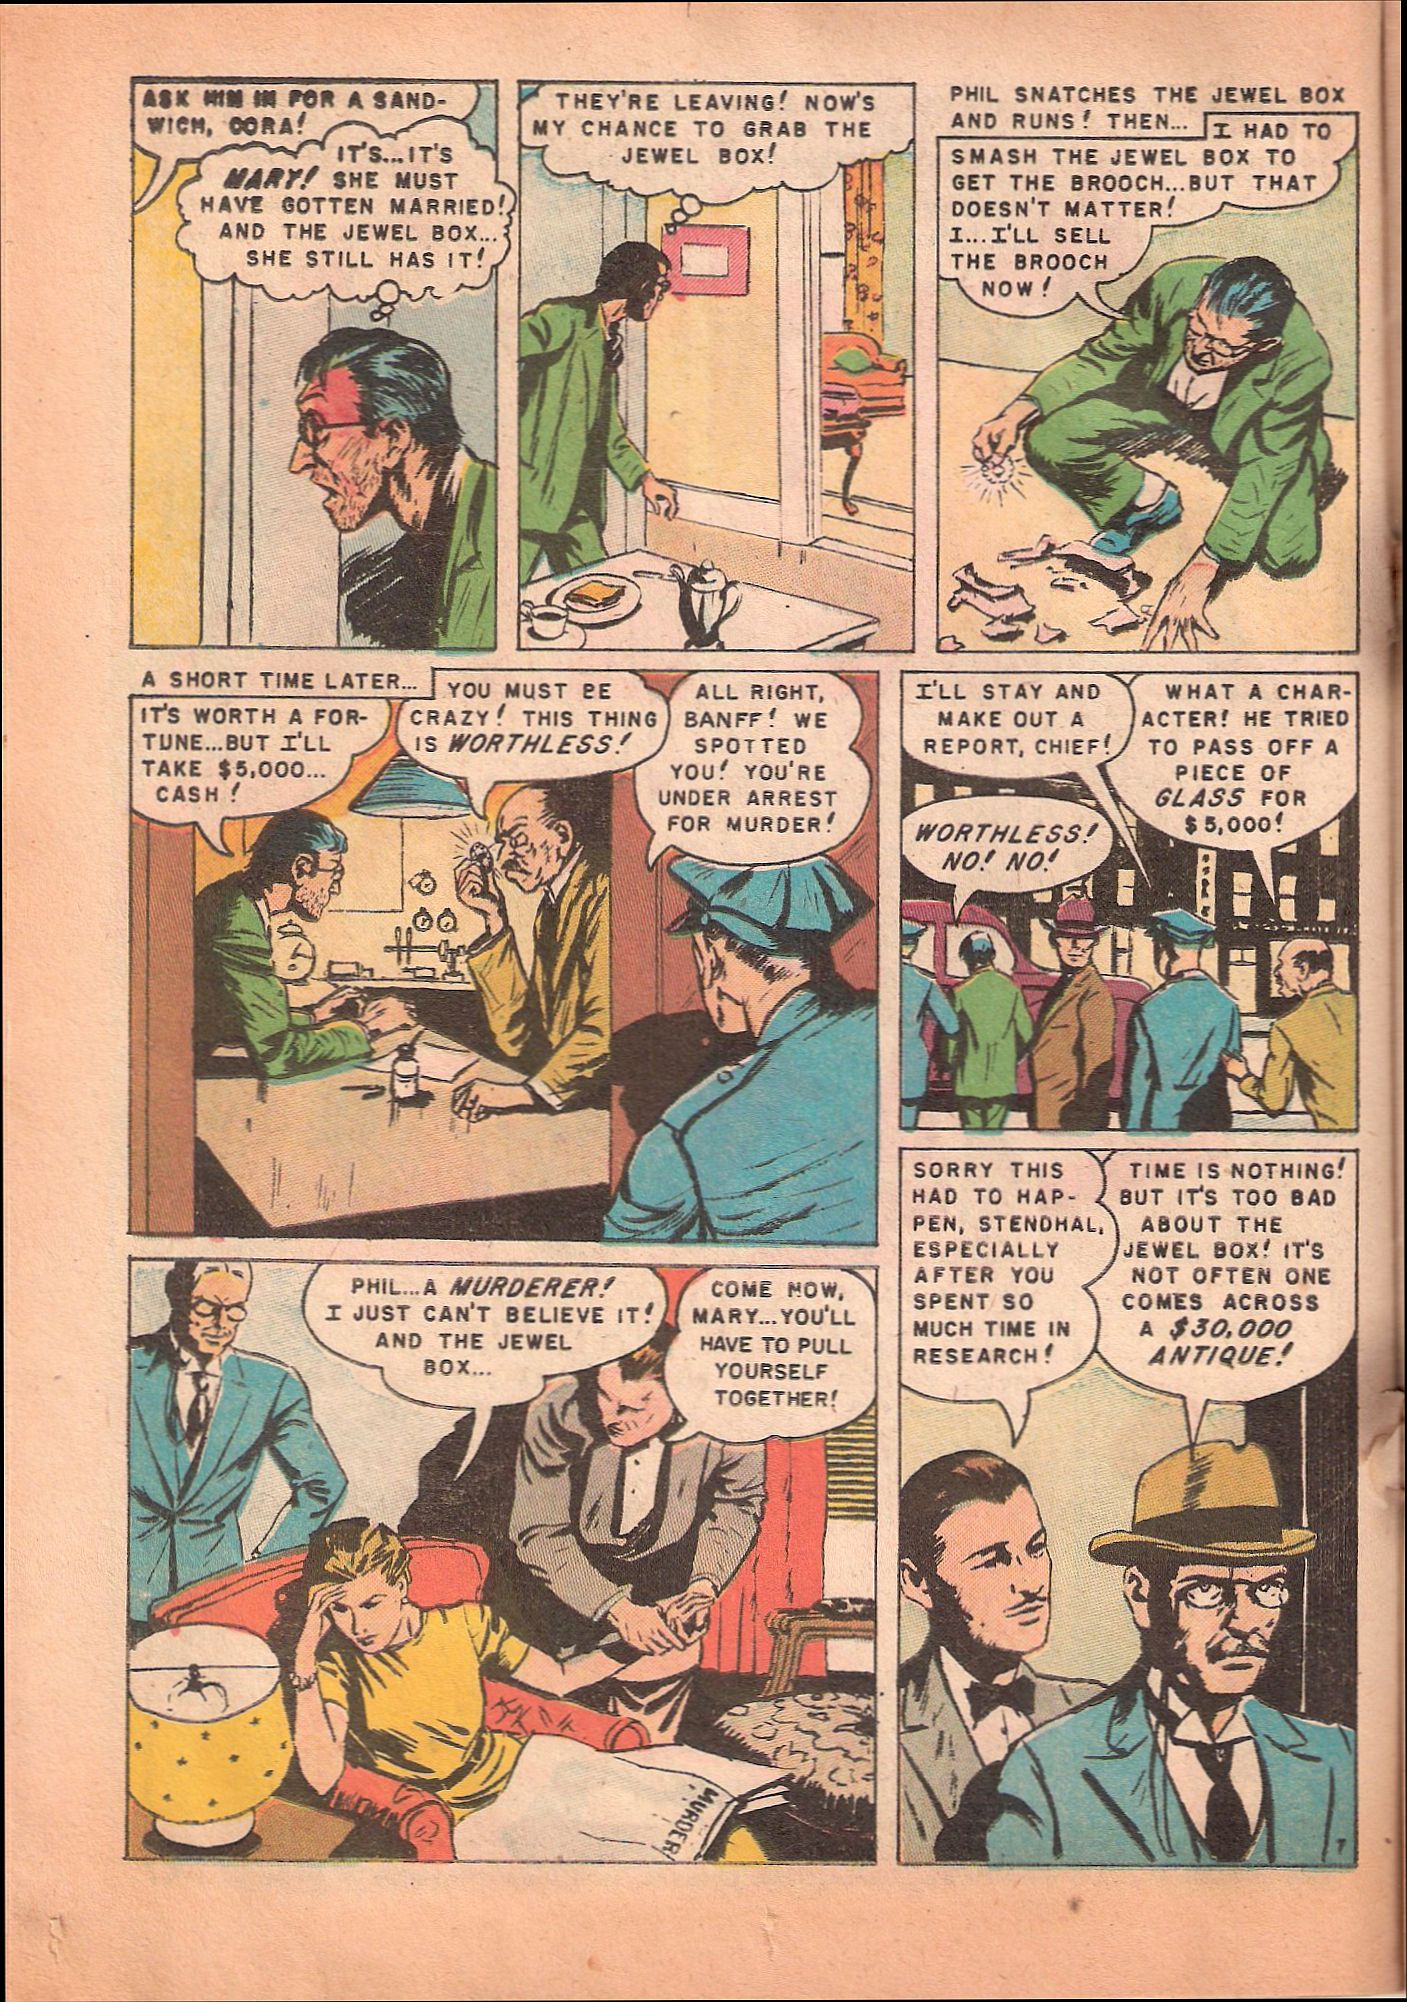 ASK HIM IN FOR A SAND-
WICH, CORA!
IT'S...IT'S
MARY! SHE MUST
HAVE GOTTEN MARRIED!
AND THE JEWEL BOX...
SHE STILL HAS IT!
THEY'RE LEAVING! NOW'S
MY CHANCE TO GRAB THE
JEWEL BOX!
PHIL SNATCHES THE JEWEL BOX
AND RUNS! THEN...
I HAD TO
SMASH THE JEWEL BOX TO
GET THE BROOCH...BUT THAT
DOESN'T MATTER!
I...I'LL SELL
THE BROOCH
NOW!
A SHORT TIME LATER...
IT'S WORTH A FOR-
TUNE...BUT I'LL
TAKE $5,000...
CASH!
YOU MUST BE
CRAZY! THIS THING
IS WORTHLESS!
ALL RIGHT,
BANFF! WE
SPOTTED
YOU! YOU'RE
UNDER ARREST
FOR MURDER!
I'LL STAY AND
MAKE OUT A
REPORT, CHIEF!
WHAT A CHAR-
ACTER! HE TRIED
TO PASS OFF A
PIECE OF
GLASS FOR
$5,000!
WORTHLESS!
NO! NO!
PHIL...A MURDERER!
I JUST CAN'T BELIEVE IT!
AND THE JEWEL
BOX...
COME NOW,
MARY...YOU'LL
HAVE TO PULL
YOURSELF
TOGETHER!
MURDER!
SORRY THIS
HAD TO HAP-
PEN, STENDHAL,
ESPECIALLY
AFTER YOU
SPENT SO
MUCH TIME IN
RESEARCH!
TIME IS NOTHING!
BUT IT'S TOO BAD
ABOUT THE
JEWEL BOX! IT'S
NOT OFTEN ONE
COMES ACROSS
A $30,000
ANTIQUE!
7